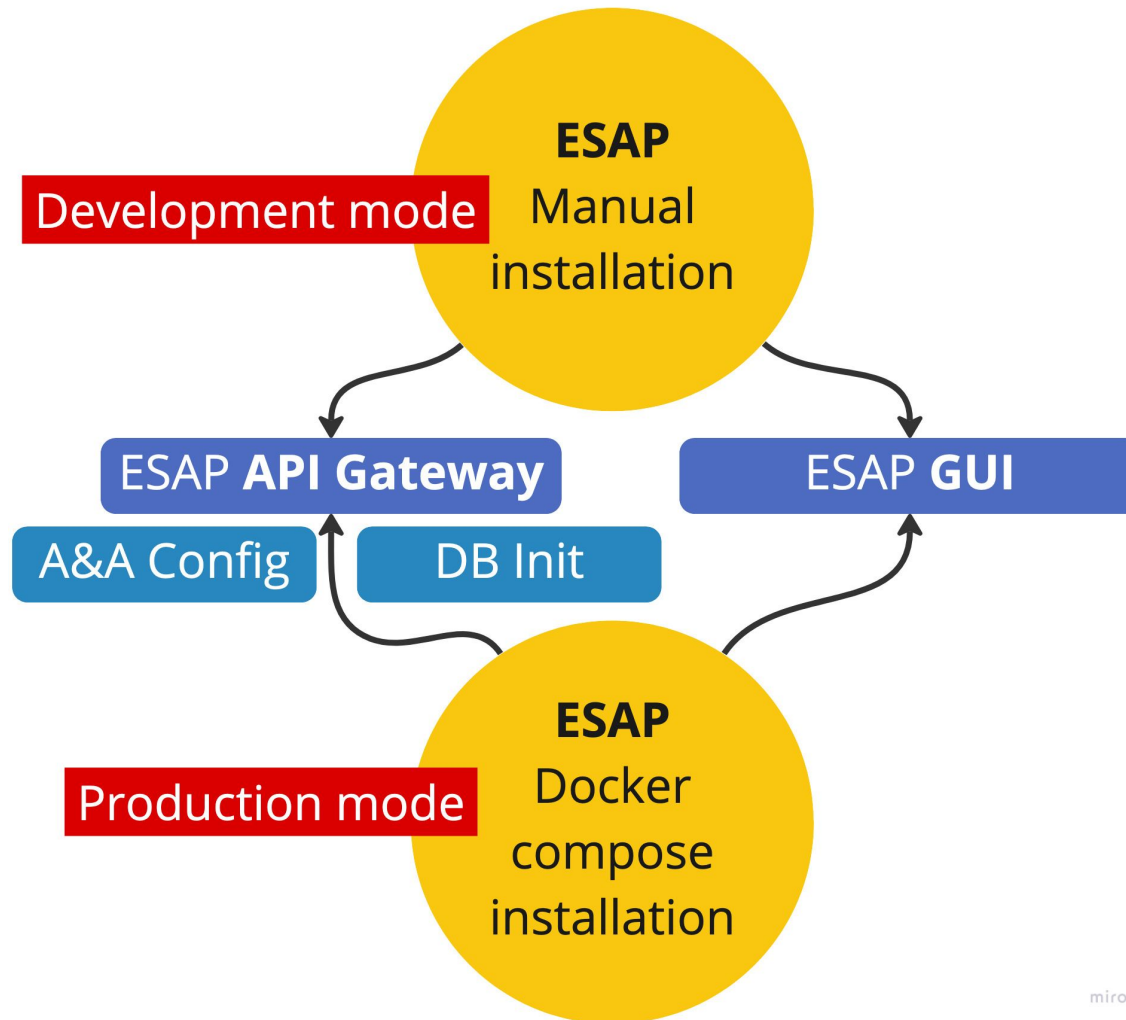 ESAP
Manual
installation
Development mode
ESAP API Gateway
ESAP GUI
A&A Config
DB Init
ESAP
Docker
compose
installation
Production mode
miro